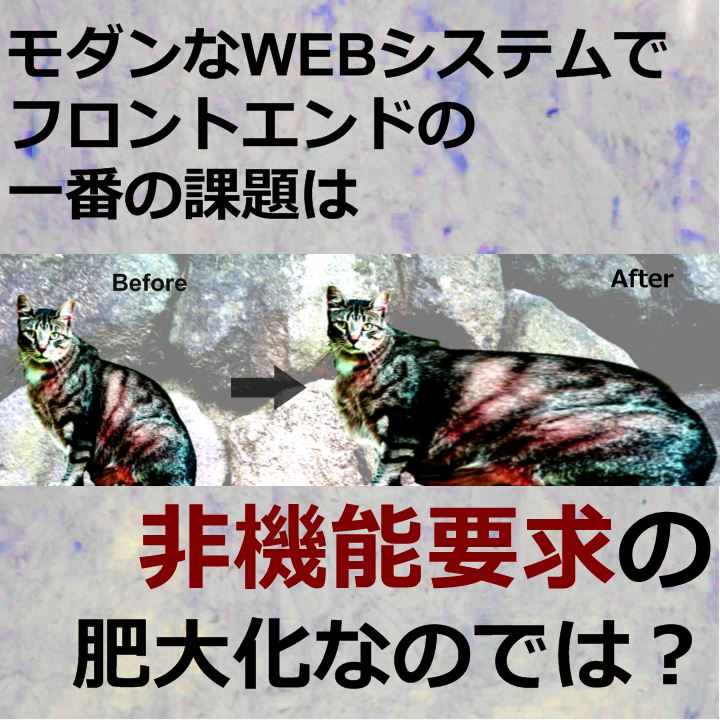 モダンなWEBシステムで
フロントエンドの
一番の課題は
Before
After
非機能要求の
肥大化なのでは？